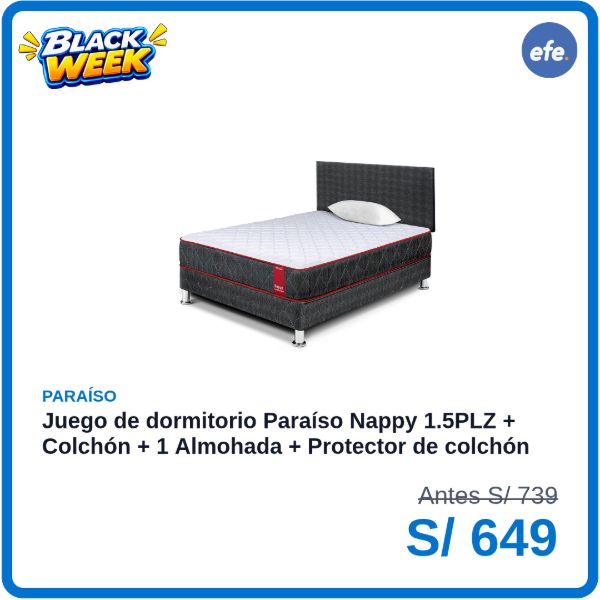 BLACK
WEEK
efe.
PARAÍSO
Juego de dormitorio Paraíso Nappy 1.5PLZ +
Colchón + 1 Almohada + Protector de colchón
Antes S/ 739
S/ 649